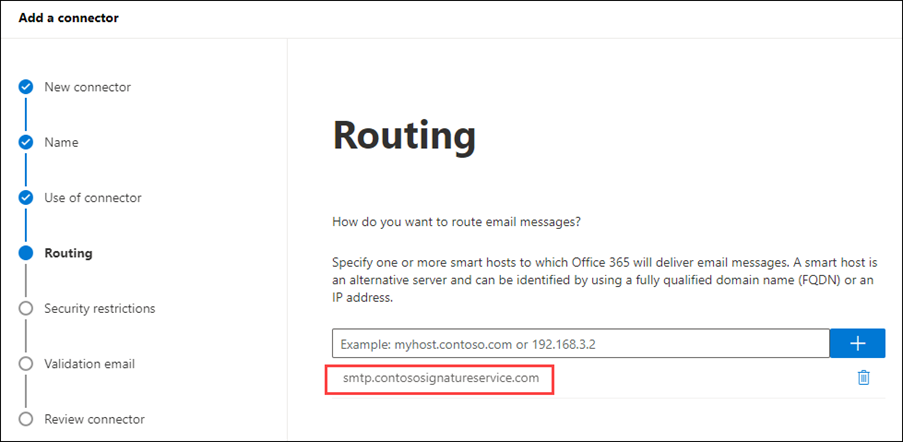 Add a connector
New connector
Name
Use of connector
Routing
Security restrictions
Validation email
Review connector
Routing
How do you want to route email messages?
Specify one or more smart hosts to which Office 365 will deliver email messages. A smart host is
an alternative server and can be identified by using a fully qualified domain name (FQDN) or an
IP address.
Example: myhost.contoso.com or 192.168.3.2
smtp.contososignatureservice.com